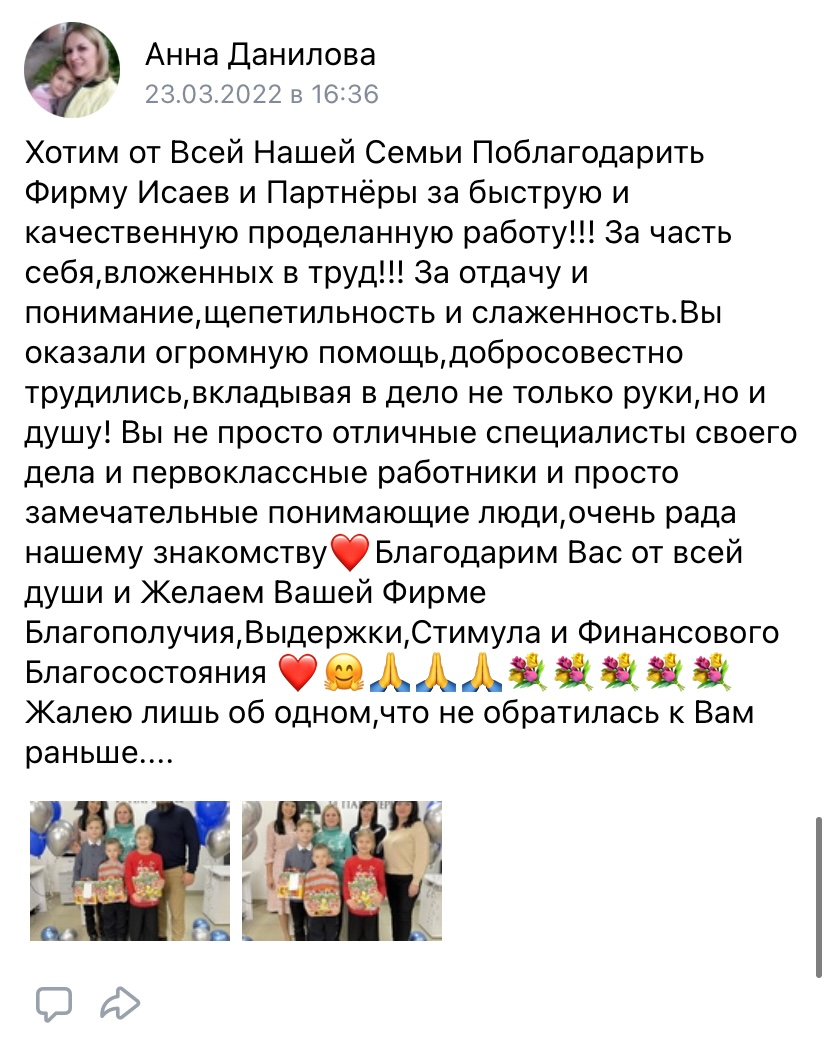 Анна Данилова
23.03.2022 в 16:36
Хотим от Всей Нашей Семьи Поблагодарить
Фирму Исаев и Партнёры за быструю и
качественную проделанную работу!!! За часть
себя,вложенных в труд!!! За отдачу и
понимание,щепетильность и слаженность.Вы
оказали огромную помощь,добросовестно
трудились,вкладывая в дело не только руки,но и
душу! Вы не просто отличные специалисты своего
дела и первоклассные работники и просто
замечательные понимающие люди,очень рада
нашему знакомству❤️Благодарим Вас от всей
души и Желаем Вашей Фирме
Благополучия,Выдержки,Стимула и Финансового
Благосостояния ❤️🤗🙏🙏🙏💐💐💐💐💐
Жалею лишь об одном,что не обратилась к Вам
раньше....